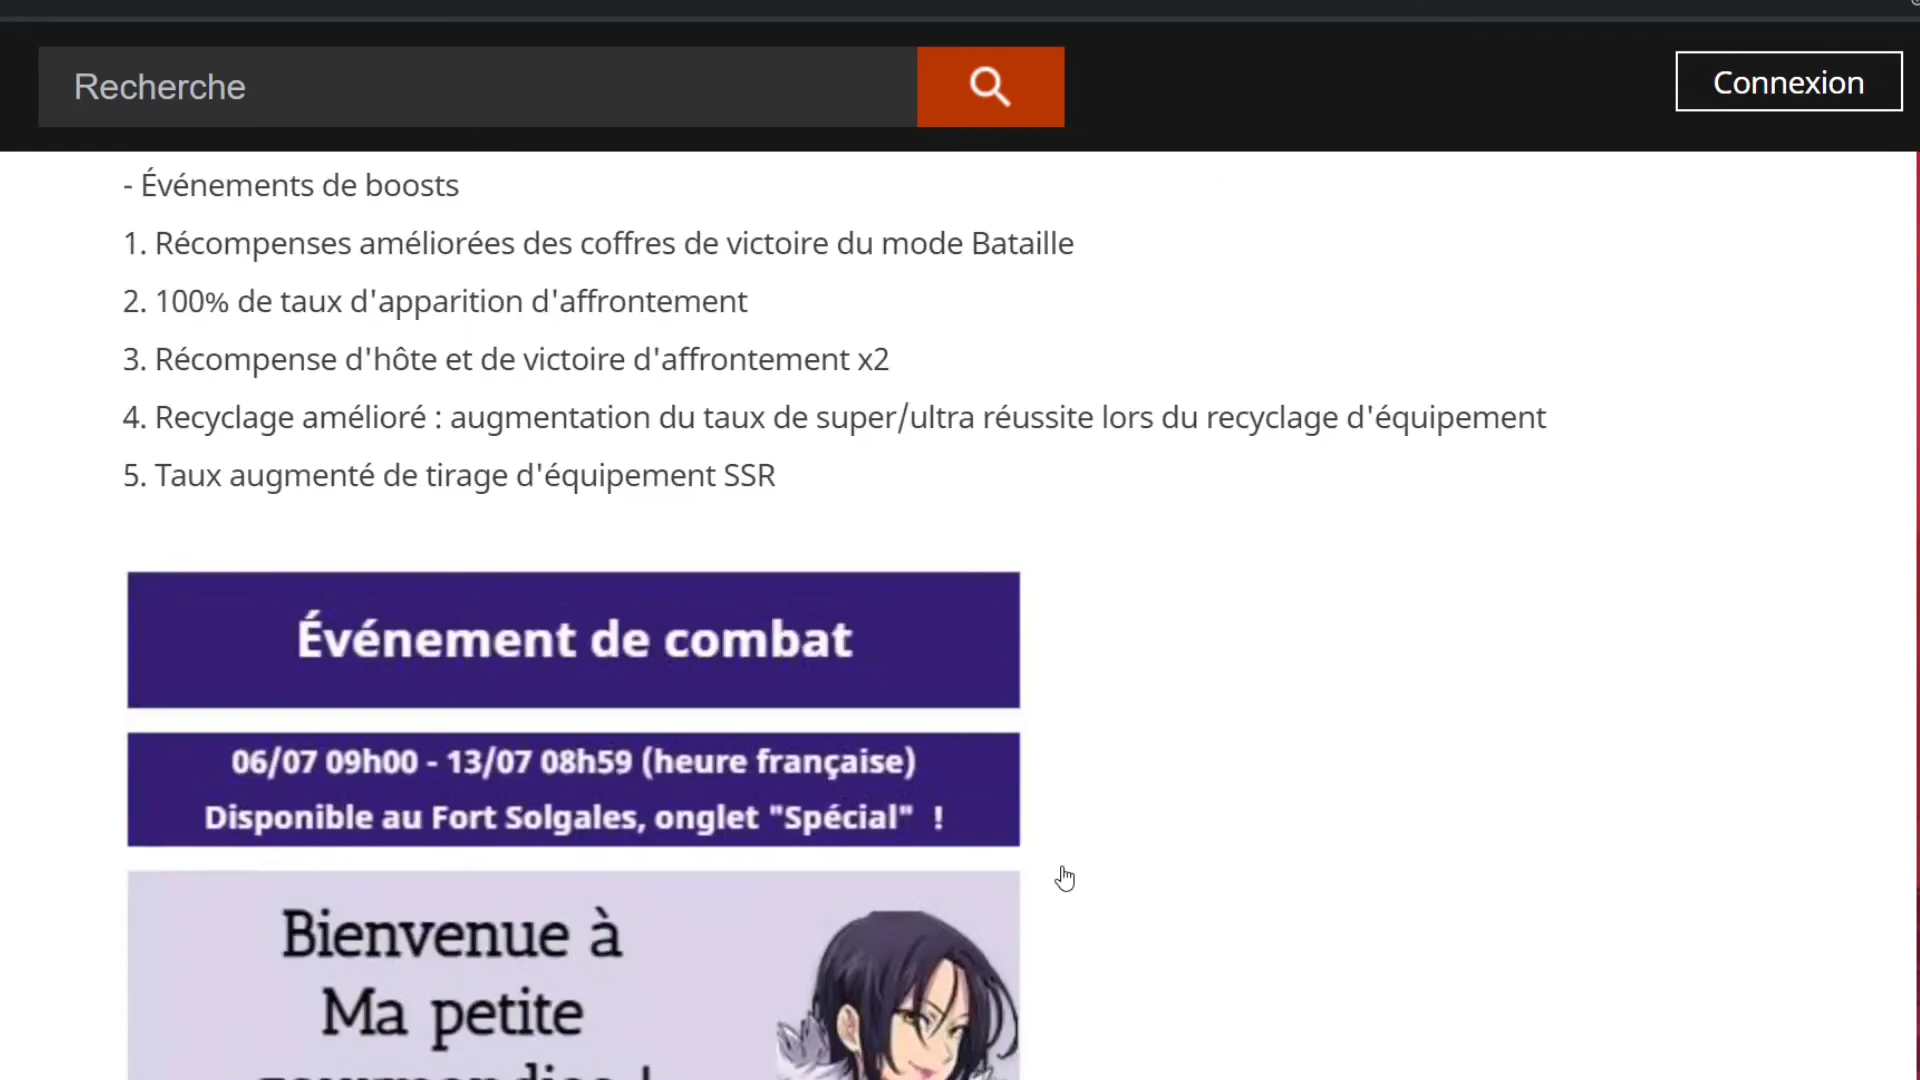 Recherche
Connexion
- Événements de boosts
1. Récompenses améliorées des coffres de victoire du mode Bataille
2. 100% de taux d'apparition d'affrontement
3. Récompense d'hôte et de victoire d'affrontement x2
4. Recyclage amélioré : augmentation du taux de super/ultra réussite lors du recyclage d'équipement
5. Taux augmenté de tirage d'équipement SSR
Événement de combat
06/07 09h00 - 13/07 08h59 (heure française)
Disponible au Fort Solgales, onglet "Spécial" !
Bienvenue à
Ma petite